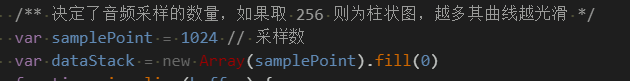 /** 决定了音频采样的数量，如果取 256 则为柱状图，越多其曲线越光滑 */
var samplePoint = 1024 // 采样数
var dataStack = new Array(samplePoint).fill(0)